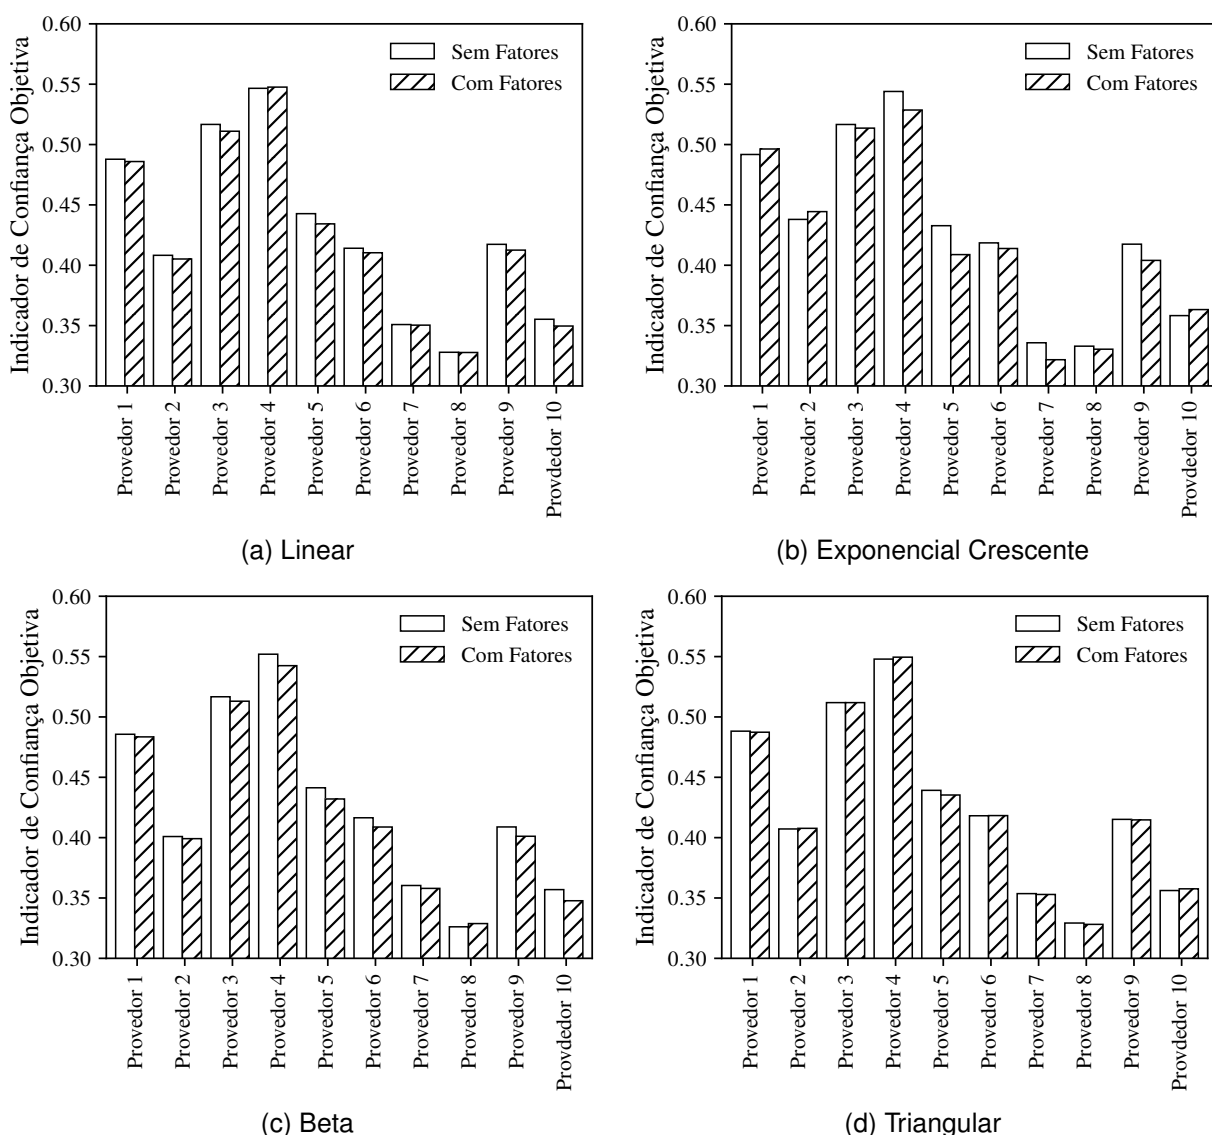 Indicador de Confiança Objetiva
0.60
0.55
0.50
0.45
0.40
0.35
0.30
Sem Fatores
Com Fatores
Provedor 1
Provedor 2
Provedor 3
Provedor 4
Provedor 5
Provedor 6
Provedor 7
Provedor 8
Provedor 9
Provdedor 10
(a) Linear
Indicador de Confiança Objetiva
0.60
0.55
0.50
0.45
0.40
0.35
0.30
Sem Fatores
Com Fatores
Provedor 1
Provedor 2
Provedor 3
Provedor 4
Provedor 5
Provedor 6
Provedor 7
Provedor 8
Provedor 9
Provdedor 10
(b) Exponencial Crescente
Indicador de Confiança Objetiva
0.60
0.55
0.50
0.45
0.40
0.35
0.30
Sem Fatores
Com Fatores
Provedor 1
Provedor 2
Provedor 3
Provedor 4
Provedor 5
Provedor 6
Provedor 7
Provedor 8
Provedor 9
Provdedor 10
(c) Beta
Indicador de Confiança Objetiva
0.60
0.55
0.50
0.45
0.40
0.35
0.30
Sem Fatores
Com Fatores
Provedor 1
Provedor 2
Provedor 3
Provedor 4
Provedor 5
Provedor 6
Provedor 7
Provedor 8
Provedor 9
Provdedor 10
(d) Triangular